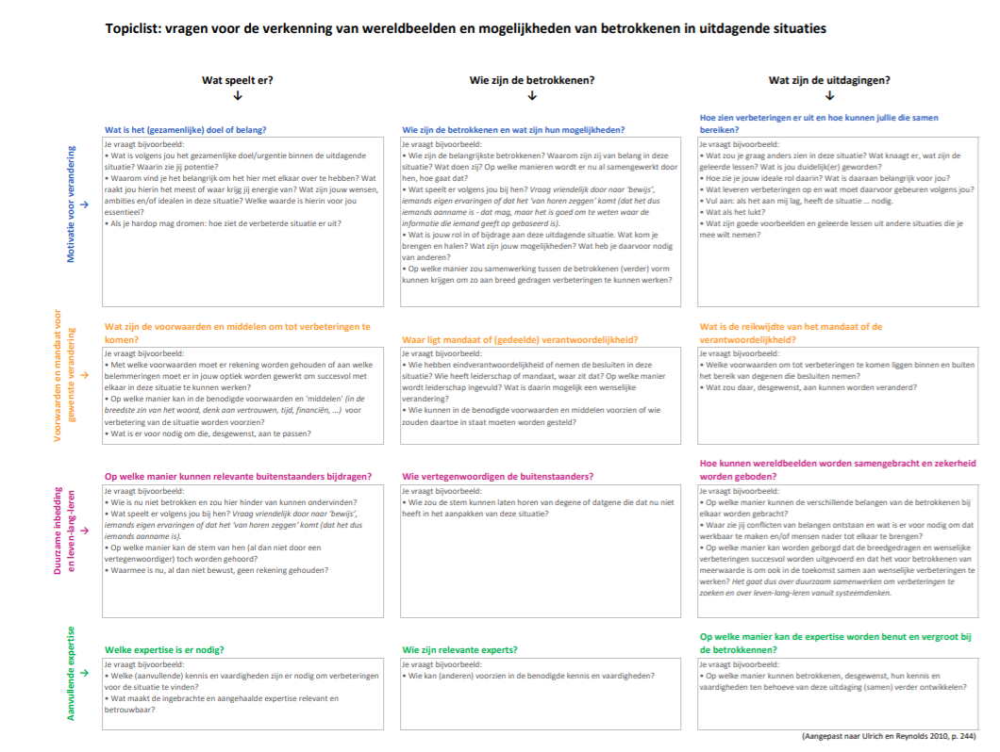 Topiclist: vragen voor de verkenning van wereldbeelden en mogelijkheden van betrokkenen in uitdagende situaties
Wat speelt er?
↓
Wie zijn de betrokkenen?
↓
Wat zijn de uitdagingen?
↓
Motivatie voor verandering
→
Wat is het (gezamenlijke) doel of belang?
Je vraagt bijvoorbeeld:
• Wat is volgens jou het gezamenlijke doel/urgentie binnen de uitdagende
situatie? Waarin zie jij potentie?
• Waarom vind je het belangrijk om het hier met elkaar over te hebben? Wat
raakt jou hierin het meest of waar krijg jij energie van? Wat zijn jouw wensen,
ambities en/of idealen in deze situatie? Welke waarde is hierin voor jou
essentieel?
• Als je hardop mag dromen: hoe ziet de verbeterde situatie er uit?
Wie zijn de betrokkenen en wat zijn hun mogelijkheden?
Je vraagt bijvoorbeeld:
• Wie zijn de belangrijkste betrokkenen? Waarom zijn zij van belang in deze
situatie? Wat doen zij? Op welke manieren wordt er nu al samengewerkt door
hen, hoe gaat dat?
• Wat speelt er volgens jou bij hen? Vraag vriendelijk door naar 'bewijs',
iemands eigen ervaringen of dat het 'van horen zeggen' komt (dat het dus
iemands aanname is - dat mag, maar het is goed om te weten waar de
informatie die iemand geeft op gebaseerd is).
• Wat is jouw rol in of bijdrage aan deze uitdagende situatie. Wat kom je
brengen en halen? Wat zijn jouw mogelijkheden? Wat heb je daarvoor nodig
van anderen?
• Op welke manier zou samenwerking tussen de betrokkenen (verder) vorm
kunnen krijgen om zo aan breed gedragen verbeteringen te kunnen werken?
Hoe zien verbeteringen er uit en hoe kunnen jullie die samen
bereiken?
Je vraagt bijvoorbeeld:
• Wat zou je graag anders zien in deze situatie? Wat knaagt er, wat zijn de
geleerde lessen? Wat is jou duidelijk(er) geworden?
• Hoe zie je jouw ideale rol daarin? Wat is daaraan belangrijk voor jou?
• Wat leveren verbeteringen op en wat moet daarvoor gebeuren volgens jou?
• Vul aan: als het aan mij lag, heeft de situatie … nodig.
• Wat als het lukt?
• Wat zijn goede voorbeelden en geleerde lessen uit andere situaties die je
mee wilt nemen?
Voorwaarden en mandaat voor
gewenste verandering
→
Wat zijn de voorwaarden en middelen om tot verbeteringen te
komen?
Je vraagt bijvoorbeeld:
• Met welke voorwaarden moet er rekening worden gehouden of aan welke
belemmeringen moet er in jouw optiek worden gewerkt om succesvol met
elkaar in deze situatie te kunnen werken?
• Op welke manier kan in de benodigde voorwaarden en 'middelen' (in de
breedste zin van het woord, denk aan vertrouwen, tijd, financiën, …) voor
verbetering van de situatie worden voorzien?
• Wat is er voor nodig om die, desgewenst, aan te passen?
Waar ligt mandaat of (gedeelde) verantwoordelijkheid?
Je vraagt bijvoorbeeld:
• Wie hebben eindverantwoordelijkheid of nemen de besluiten in deze
situatie? Wie heeft leiderschap of mandaat, waar zit dat? Op welke manier
wordt leiderschap ingevuld? Wat is daarin mogelijk een wenselijke
verandering?
• Wie kunnen in de benodigde voorwaarden en middelen voorzien of wie
zouden daartoe in staat moeten worden gesteld?
Wat is de reikwijdte van het mandaat of de
verantwoordelijkheid?
Je vraagt bijvoorbeeld:
• Welke voorwaarden om tot verbeteringen te komen liggen binnen en buiten
het bereik van degenen die besluiten nemen?
• Wat zou daar, desgewenst, aan kunnen worden veranderd?
Duurzame inbedding
en leven-lang-leren
→
Op welke manier kunnen relevante buitenstaanders bijdragen?
Je vraagt bijvoorbeeld:
• Wie is nu niet betrokken en zou hier hinder van kunnen ondervinden?
• Wat speelt er volgens jou bij hen? Vraag vriendelijk door naar 'bewijs',
iemands eigen ervaringen of dat het 'van horen zeggen' komt (dat het dus
iemands aanname is).
• Op welke manier kan de stem van hen (al dan niet door een
vertegenwoordiger) toch worden gehoord?
• Waarmee is nu, al dan niet bewust, geen rekening gehouden?
Wie vertegenwoordigen de buitenstaanders?
Je vraagt bijvoorbeeld:
• Wie zou de stem kunnen laten horen van degene of datgene die dat nu niet
heeft in het aanpakken van deze situatie?
Hoe kunnen wereldbeelden worden samengebracht en zekerheid
worden geboden?
Je vraagt bijvoorbeeld:
• Op welke manier kunnen de verschillende belangen van de betrokkenen bij
elkaar worden gebracht?
• Waar zie jij conflicten van belangen ontstaan en wat is er voor nodig om dat
werkbaar te maken en/of mensen nader tot elkaar te brengen?
• Op welke manier kan worden geborgd dat de breedgedragen en wenselijke
verbeteringen succesvol worden uitgevoerd en dat het voor betrokkenen van
meerwaarde is om ook in de toekomst samen aan wenselijke verbeteringen te
werken? Het gaat dus over duurzaam samenwerken om verbeteringen te
zoeken en over leven-lang-leren vanuit systeemdenken.
Aanvullende expertise
→
Welke expertise is er nodig?
Je vraagt bijvoorbeeld:
• Welke (aanvullende) kennis en vaardigheden zijn er nodig om verbeteringen
voor de situatie te vinden?
• Wat maakt de ingebrachte en aangehaalde expertise relevant en
betrouwbaar?
Wie zijn relevante experts?
Je vraagt bijvoorbeeld:
• Wie kan (anderen) voorzien in de benodigde kennis en vaardigheden?
Op welke manier kan de expertise worden benut en vergroot bij
de betrokkennen?
Je vraagt bijvoorbeeld:
• Op welke manier kunnen betrokkenen, desgewenst, hun kennis en
vaardigheden ten behoeve van deze uitdaging (samen) verder ontwikkelen?
(Aangepast naar Ulrich en Reynolds 2010, p. 244)